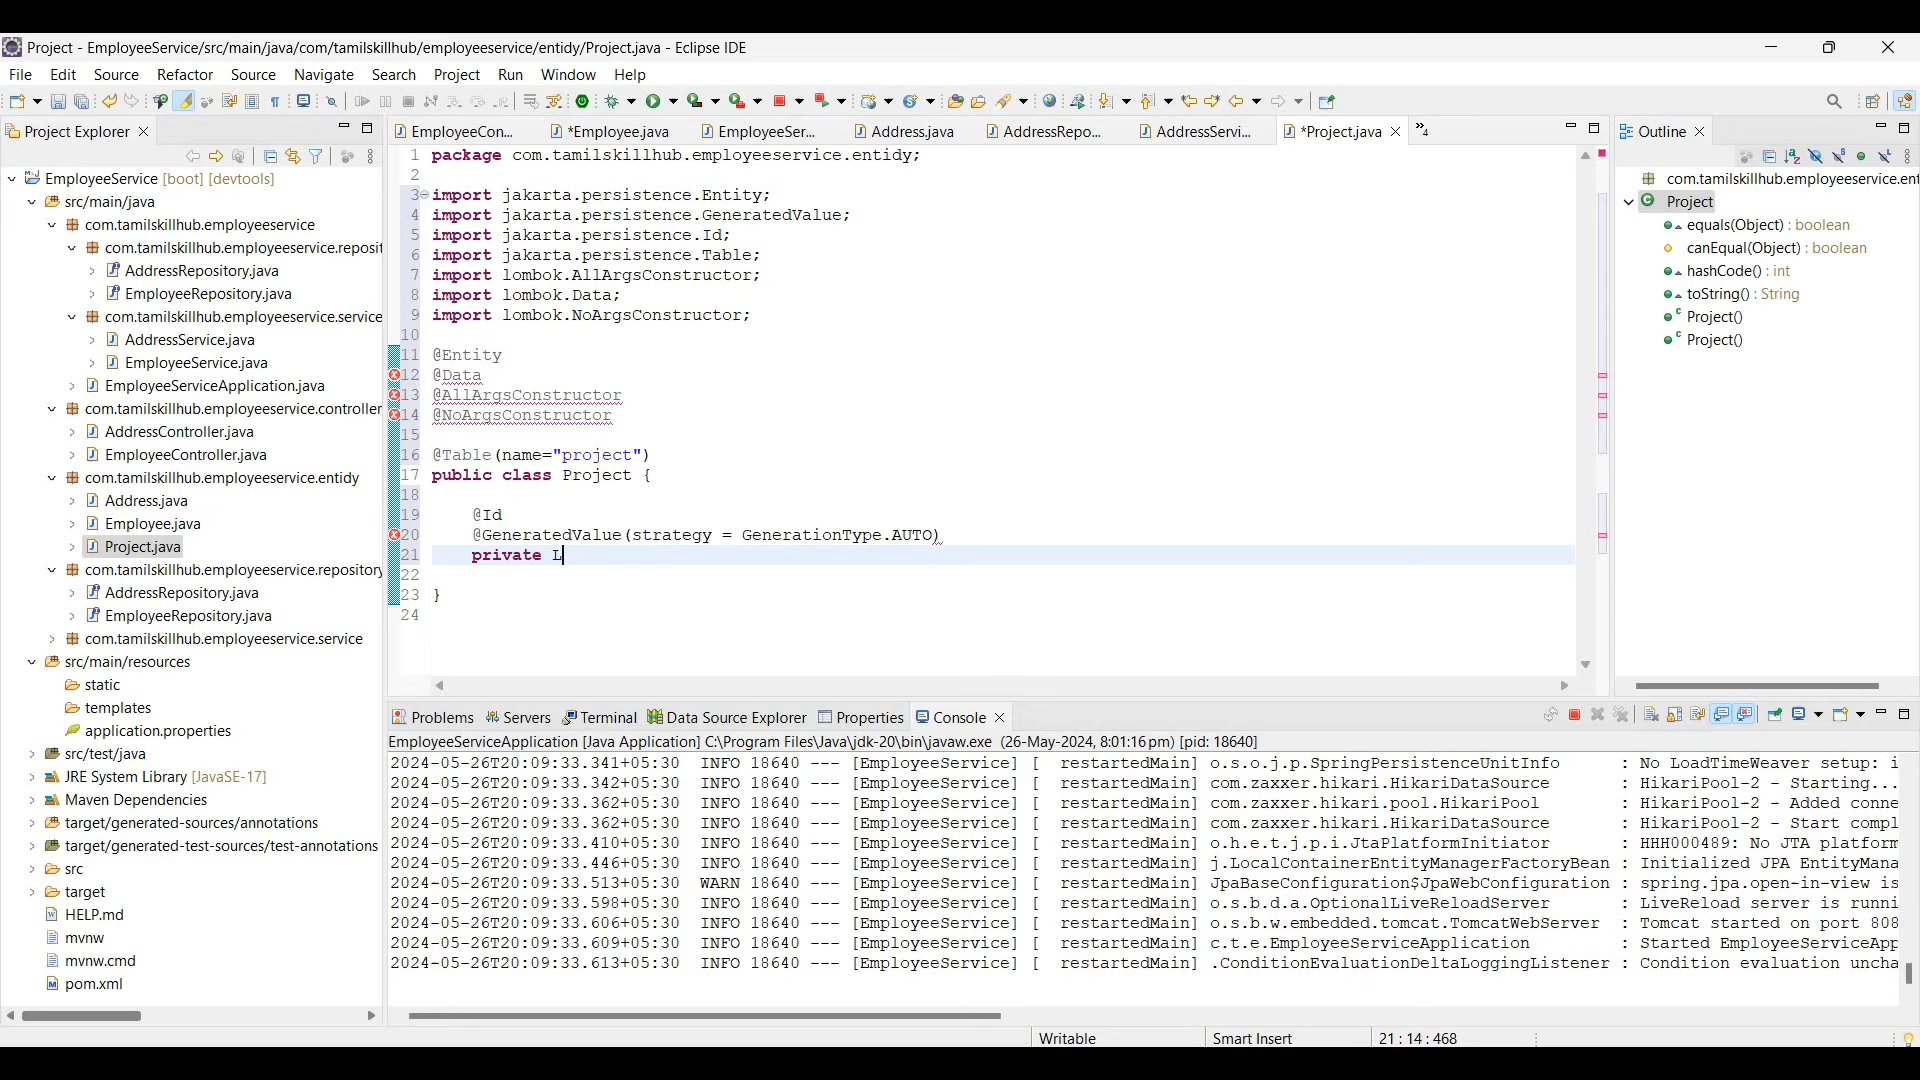 Project - EmployeeService/src/main/java/com/tamilskillhub/employeeservice/entidy/Project.java - Eclipse IDE
File Edit Source Refactor Source Navigate Search Project Run Window Help
Project Explorer
EmployeeService [boot] [devtools]
src/main/java
com.tamilskillhub.employeeservice
com.tamilskillhub.employeeservice.reposit
AddressRepository.java
EmployeeRepository.java
com.tamilskillhub.employeeservice.service
AddressService.java
EmployeeService.java
EmployeeServiceApplication.java
com.tamilskillhub.employeeservice.controller
AddressController.java
EmployeeController.java
com.tamilskillhub.employeeservice.entidy
Address.java
Employee.java
Project.java
com.tamilskillhub.employeeservice.repository
AddressRepository.java
EmployeeRepository.java
com.tamilskillhub.employeeservice.service
src/main/resources
static
templates
application.properties
src/test/java
JRE System Library [JavaSE-17]
Maven Dependencies
target/generated-sources/annotations
target/generated-test-sources/test-annotations
src
target
HELP.md
mvnw
mvnw.cmd
pom.xml
EmployeeCon... *Employee.java EmployeeSer... Address.java AddressRepo... AddressServi... *Project.java »4
1 package com.tamilskillhub.employeeservice.entidy;
2
3 import jakarta.persistence.Entity;
4 import jakarta.persistence.GeneratedValue;
5 import jakarta.persistence.Id;
6 import jakarta.persistence.Table;
7 import lombok.AllArgsConstructor;
8 import lombok.Data;
9 import lombok.NoArgsConstructor;
10
11 @Entity
12 @Data
13 @AllArgsConstructor
14 @NoArgsConstructor
15
16 @Table(name="project")
17 public class Project {
18
19 @Id
20 @GeneratedValue(strategy = GenerationType.AUTO)
21 private L
22
23 }
24
Outline
com.tamilskillhub.employeeservice.ent
Project
equals(Object) : boolean
canEqual(Object) : boolean
hashCode() : int
toString() : String
Project()
Project()
Problems Servers Terminal Data Source Explorer Properties Console
EmployeeServiceApplication [Java Application] C:\Program Files\Java\jdk-20\bin\javaw.exe (26-May-2024, 8:01:16 pm) [pid: 18640]
2024-05-26T20:09:33.341+05:30 INFO 18640 --- [EmployeeService] [ restartedMain] o.s.o.j.p.SpringPersistenceUnitInfo : No LoadTimeWeaver setup: i
2024-05-26T20:09:33.342+05:30 INFO 18640 --- [EmployeeService] [ restartedMain] com.zaxxer.hikari.HikariDataSource : HikariPool-2 - Starting...
2024-05-26T20:09:33.362+05:30 INFO 18640 --- [EmployeeService] [ restartedMain] com.zaxxer.hikari.pool.HikariPool : HikariPool-2 - Added conne
2024-05-26T20:09:33.362+05:30 INFO 18640 --- [EmployeeService] [ restartedMain] com.zaxxer.hikari.HikariDataSource : HikariPool-2 - Start compl
2024-05-26T20:09:33.410+05:30 INFO 18640 --- [EmployeeService] [ restartedMain] o.h.e.t.j.p.i.JtaPlatformInitiator : HHH000489: No JTA platform
2024-05-26T20:09:33.446+05:30 INFO 18640 --- [EmployeeService] [ restartedMain] j.LocalContainerEntityManagerFactoryBean : Initialized JPA EntityMana
2024-05-26T20:09:33.513+05:30 WARN 18640 --- [EmployeeService] [ restartedMain] JpaBaseConfiguration$JpaWebConfiguration : spring.jpa.open-in-view is
2024-05-26T20:09:33.598+05:30 INFO 18640 --- [EmployeeService] [ restartedMain] o.s.b.d.a.OptionalLiveReloadServer : LiveReload server is runni
2024-05-26T20:09:33.606+05:30 INFO 18640 --- [EmployeeService] [ restartedMain] o.s.b.w.embedded.tomcat.TomcatWebServer : Tomcat started on port 808
2024-05-26T20:09:33.609+05:30 INFO 18640 --- [EmployeeService] [ restartedMain] c.t.e.EmployeeServiceApplication : Started EmployeeServiceApp
2024-05-26T20:09:33.613+05:30 INFO 18640 --- [EmployeeService] [ restartedMain] .ConditionEvaluationDeltaLoggingListener : Condition evaluation uncha
Writable Smart Insert 21 : 14 : 468